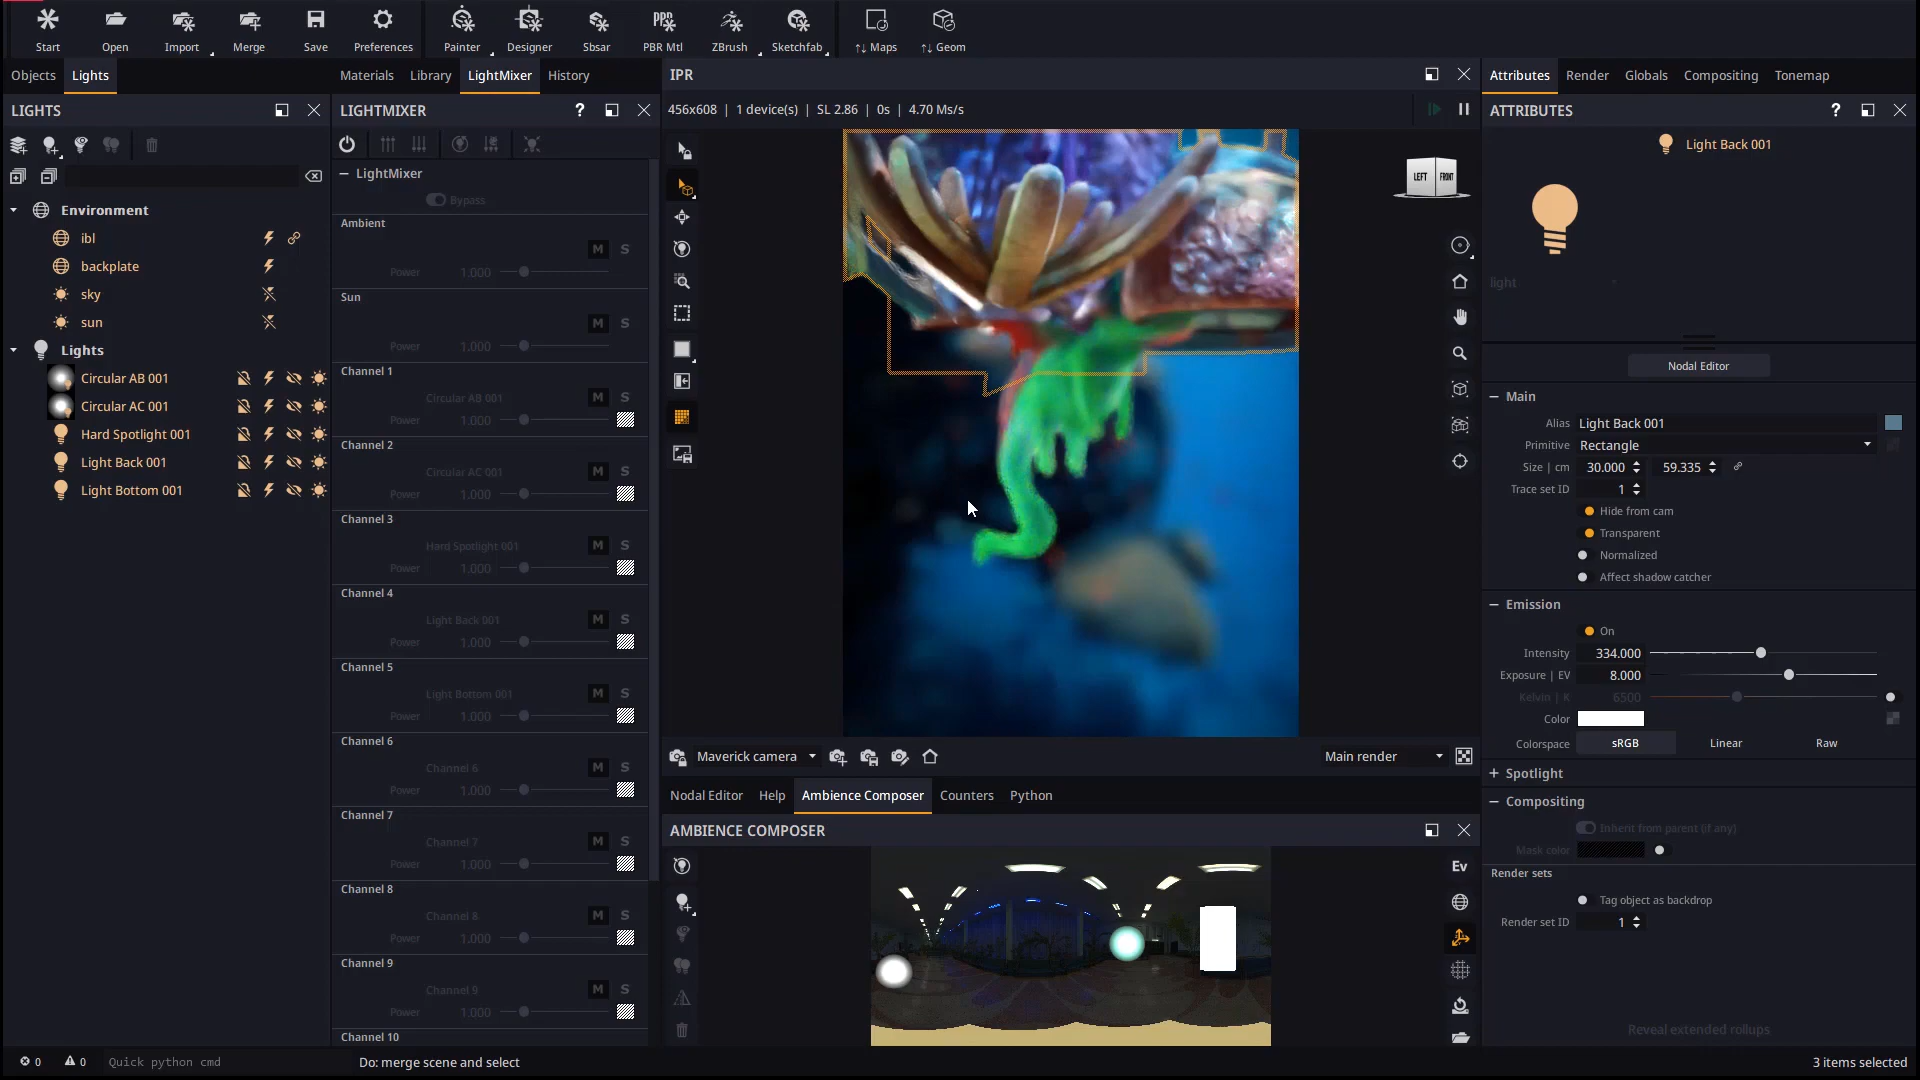 Start Open Import Merge Save Preferences Painter Designer Sbsar PBR Mtl ZBrush Sketchfab ↑↓ Maps ↑↓ Geom
Objects Lights
LIGHTS
Environment
ibl
backplate
sky
sun
Lights
Circular AB 001
Circular AC 001
Hard Spotlight 001
Light Back 001
Light Bottom 001
Materials Library LightMixer History
LIGHTMIXER ?
LightMixer
Bypass
Ambient
M S
Power 1.000
Sun
M S
Power 1.000
Channel 1
Circular AB 001 M S
Power 1.000
Channel 2
Circular AC 001 M S
Power 1.000
Channel 3
Hard Spotlight 001 M S
Power 1.000
Channel 4
Light Back 001 M S
Power 1.000
Channel 5
Light Bottom 001 M S
Power 1.000
Channel 6
Channel 6 M S
Power 1.000
Channel 7
Channel 7 M S
Power 1.000
Channel 8
Channel 8 M S
Power 1.000
Channel 9
Channel 9 M S
Power 1.000
Channel 10
IPR
456x608 | 1 device(s) | SL 2.86 | 0s | 4.70 Ms/s
LEFT FRONT
Maverick camera Main render
Nodal Editor Help Ambience Composer Counters Python
AMBIENCE COMPOSER
Ev
Attributes Render Globals Compositing Tonemap
ATTRIBUTES ?
Light Back 001
light
Nodal Editor
Main
Alias Light Back 001
Primitive Rectangle
Size | cm 30.000 59.335
Trace set ID 1
Hide from cam
Transparent
Normalized
Affect shadow catcher
Emission
On
Intensity 334.000
Exposure | EV 8.000
Kelvin | K 6500
Color
Colorspace sRGB Linear Raw
Spotlight
Compositing
Inherit from parent (if any)
Mask color
Render sets
Tag object as backdrop
Render set ID 1
Reveal extended rollups
0 0 Quick python cmd Do: merge scene and select 3 items selected